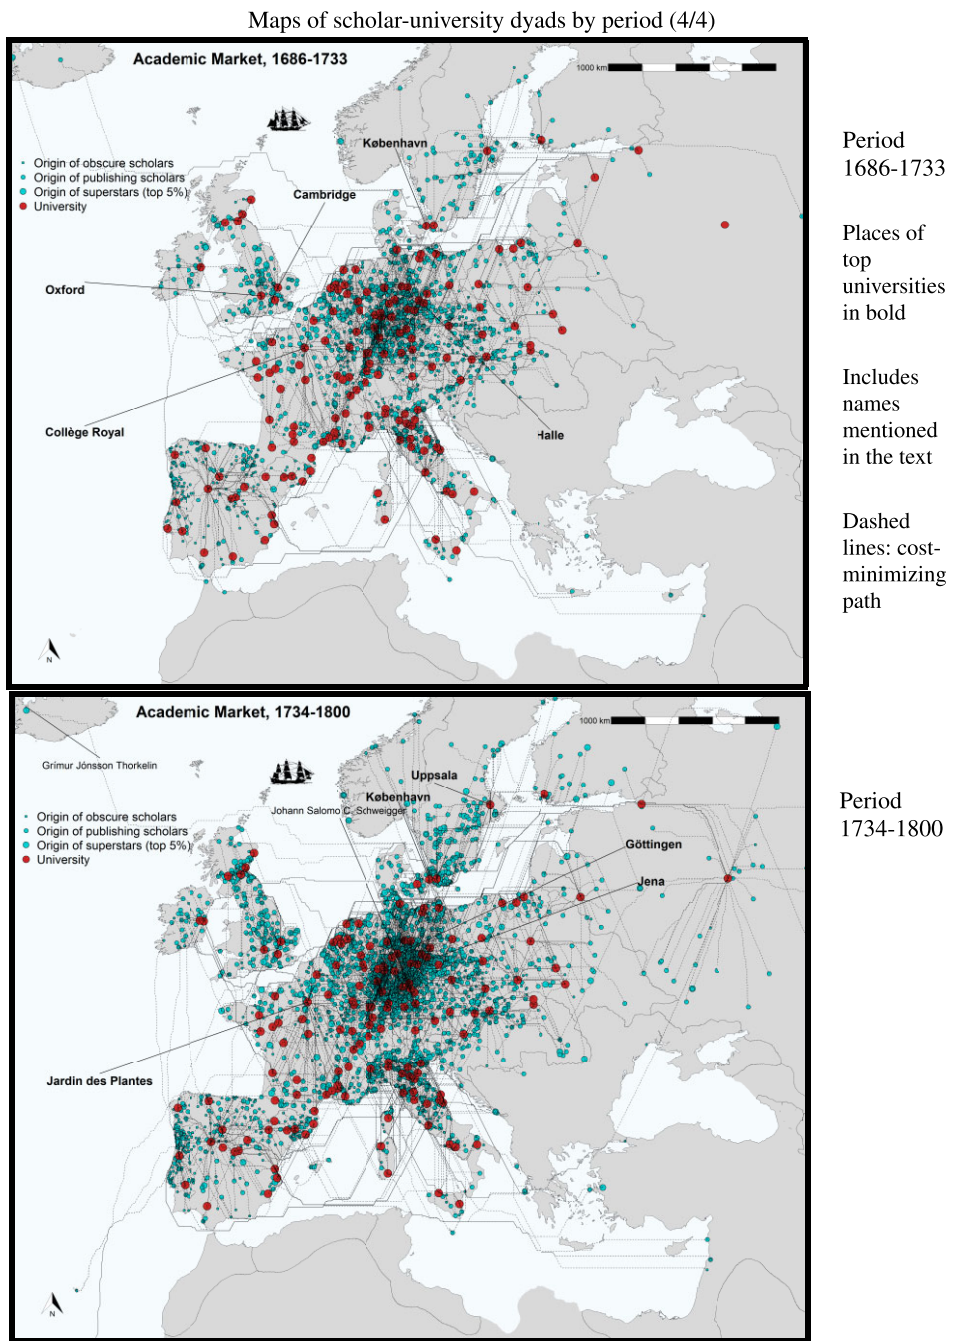 Maps of scholar-university dyads by period (4/4)
Academic Market, 1686-1733
1000 km
København
Origin of obscure scholars
Origin of publishing scholars
Origin of superstars (top 5%)
University
Cambridge
Oxford
Collège Royal
Halle
N
Period
1686-1733
Places of
top
universities
in bold
Includes
names
mentioned
in the text
Dashed
lines: cost-
minimizing
path
Academic Market, 1734-1800
1000 km
Grímur Jónsson Thorkelin
Uppsala
København
Johann Salomo C. Schweigger
Origin of obscure scholars
Origin of publishing scholars
Origin of superstars (top 5%)
University
Göttingen
Jena
Jardin des Plantes
N
Period
1734-1800